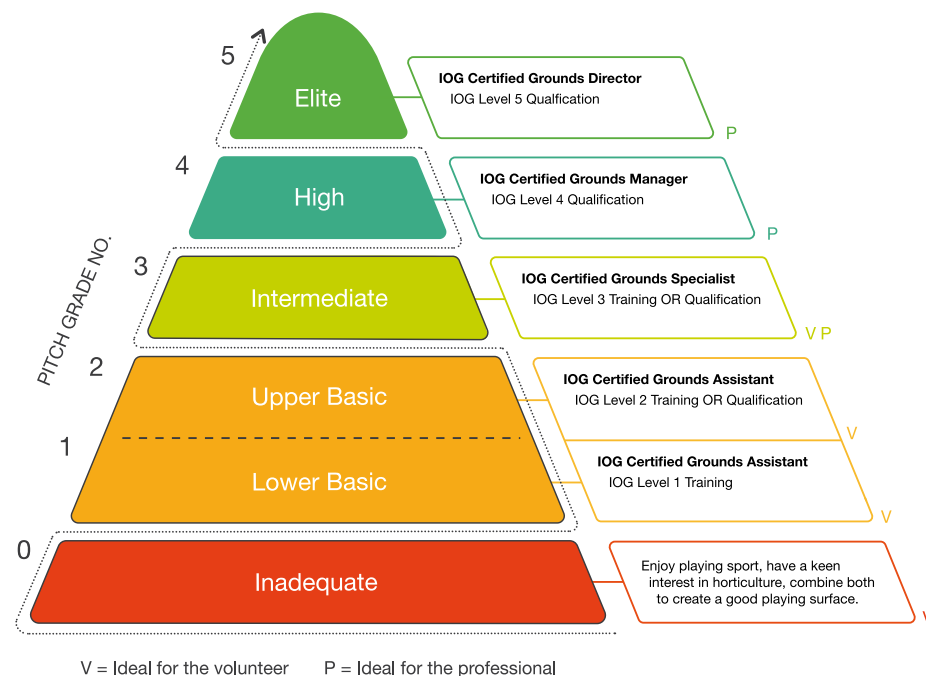 5
Elite
IOG Certified Grounds Director
IOG Level 5 Qualfication
P
4
High
IOG Certified Grounds Manager
IOG Level 4 Qualification
P
PITCH GRADE NO.
3
Intermediate
IOG Certified Grounds Specialist
IOG Level 3 Training OR Qualification
V P
2
Upper Basic
IOG Certified Grounds Assistant
IOG Level 2 Training OR Qualification
V
1
Lower Basic
IOG Certified Grounds Assistant
IOG Level 1 Training
V
0
Inadequate
Enjoy playing sport, have a keen
interest in horticulture, combine both
to create a good playing surface.
V
V = Ideal for the volunteer P = Ideal for the professional